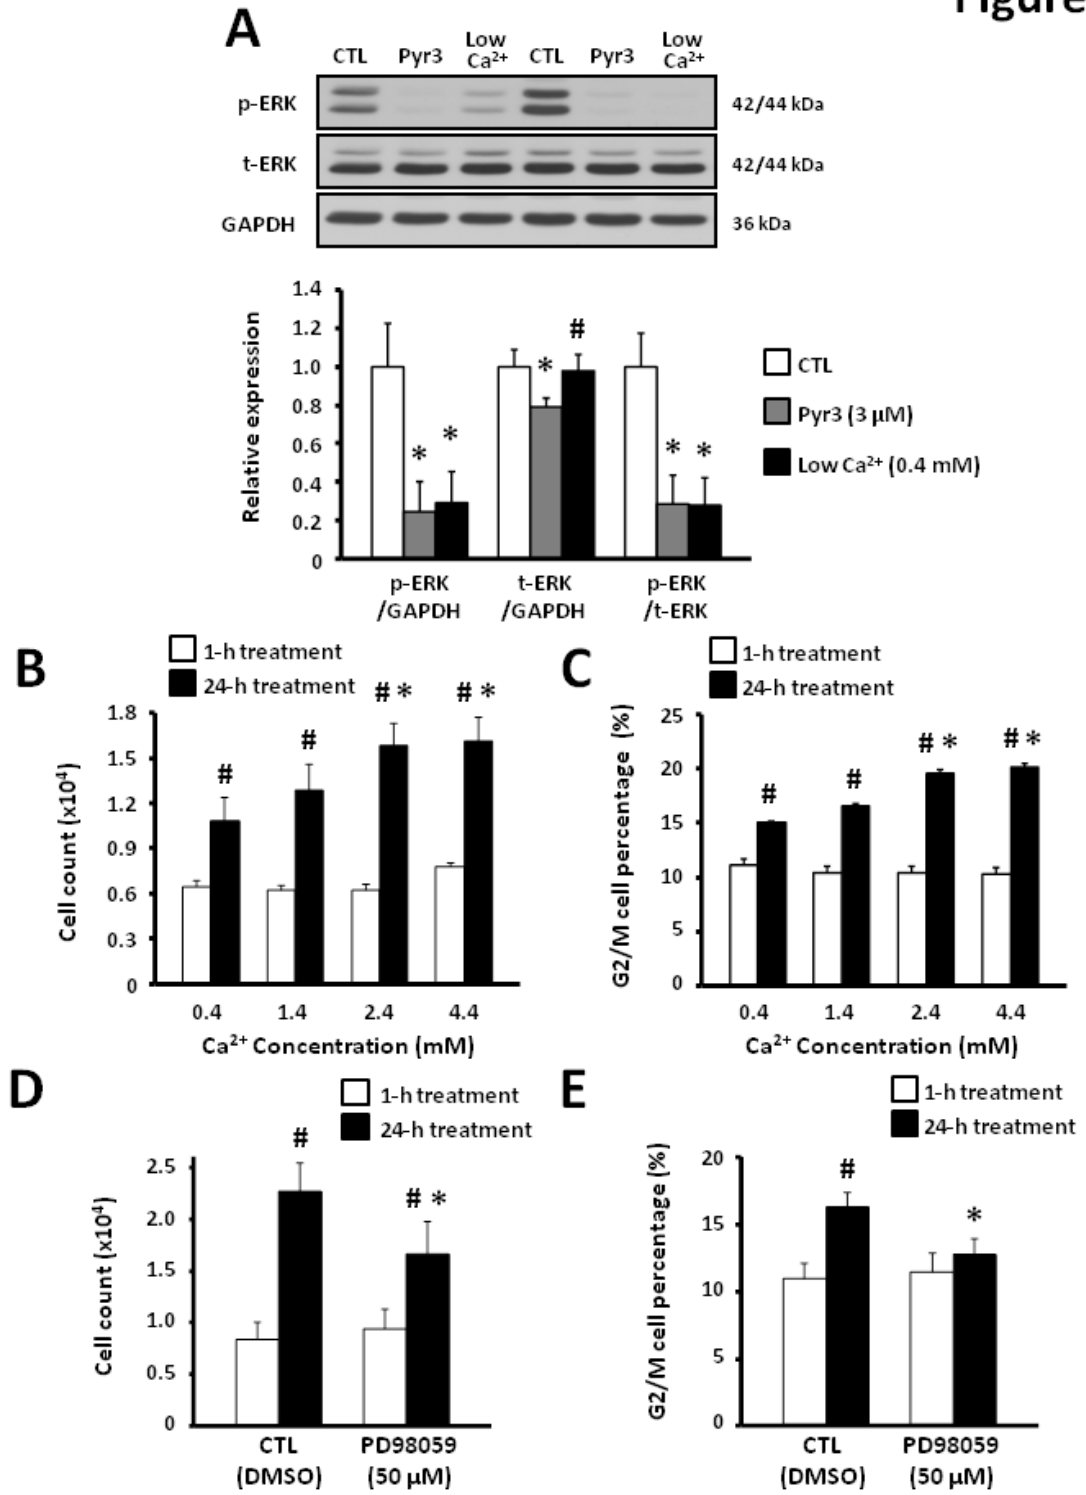 Figure
A
CTL Pyr3 Low Ca²⁺ CTL Pyr3 Low Ca²⁺
p-ERK 42/44 kDa
t-ERK 42/44 kDa
GAPDH 36 kDa
Relative expression
1.4
1.2
1.0
0.8
0.6
0.4
0.2
0
* * * # * *
p-ERK /GAPDH
t-ERK /GAPDH
p-ERK /t-ERK
CTL
Pyr3 (3 µM)
Low Ca²⁺ (0.4 mM)
B
1-h treatment
24-h treatment
Cell count (x10⁴)
1.8
1.5
1.2
0.9
0.6
0.3
0
# # # * # *
0.4 1.4 2.4 4.4
Ca²⁺ Concentration (mM)
C
1-h treatment
24-h treatment
G2/M cell percentage (%)
25
20
15
10
5
0
# # # * # *
0.4 1.4 2.4 4.4
Ca²⁺ Concentration (mM)
D
1-h treatment
24-h treatment
Cell count (x10⁴)
2.5
2.0
1.5
1.0
0.5
0
# # *
CTL (DMSO)
PD98059 (50 µM)
E
1-h treatment
24-h treatment
G2/M cell percentage (%)
20
15
10
5
0
# *
CTL (DMSO)
PD98059 (50 µM)